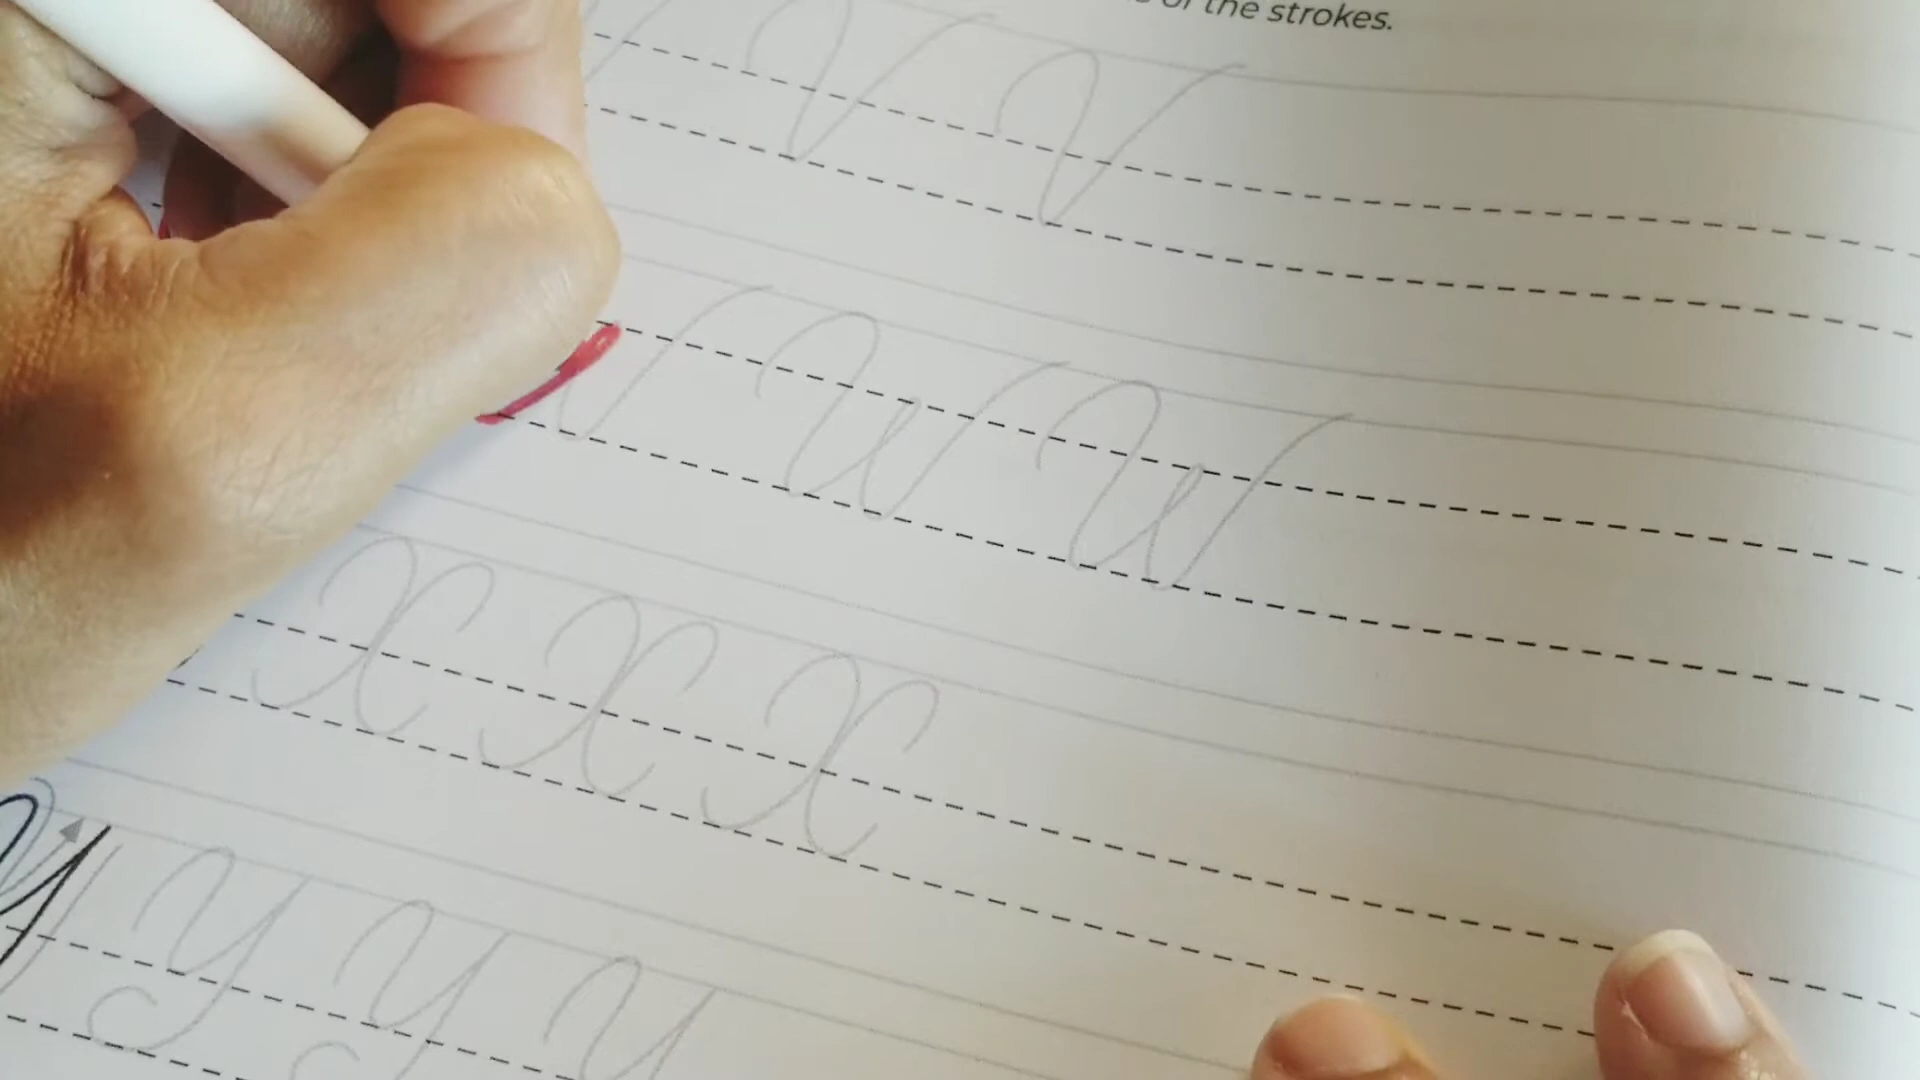 of the strokes.
V V
W W W
X X X
Y Y Y Y